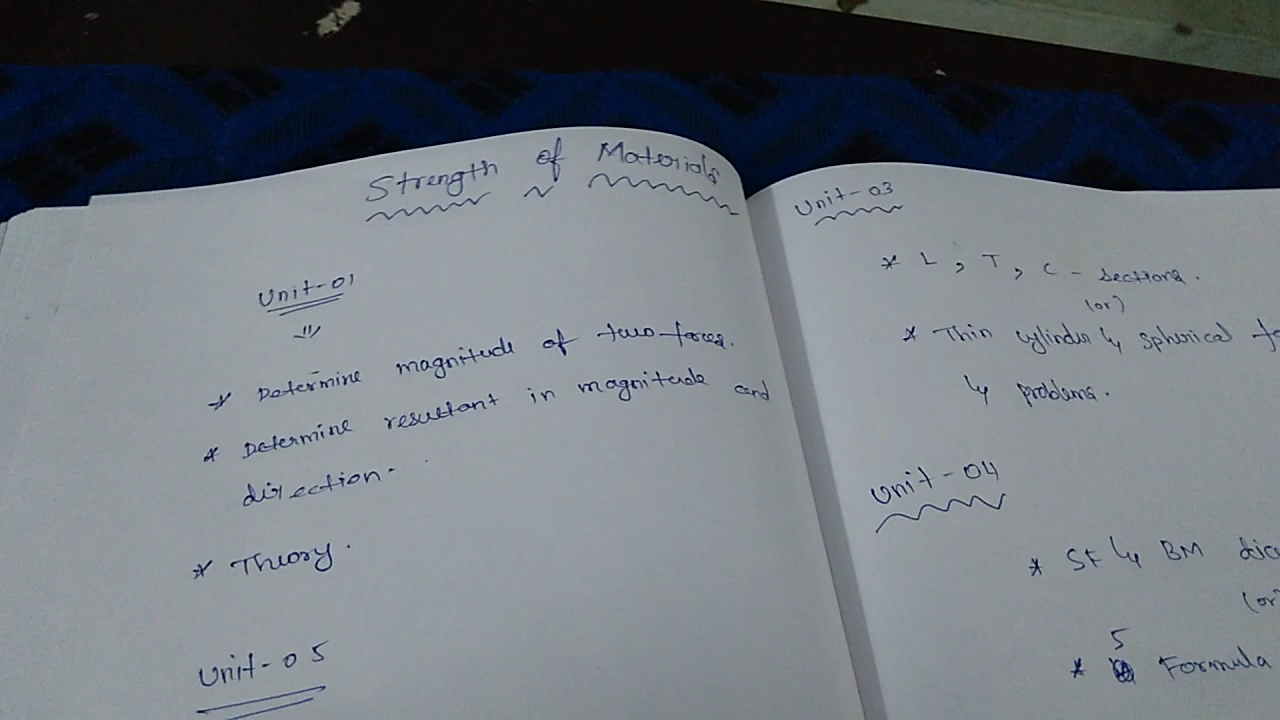 Strength of Materials
Unit-01
* Determine magnitude of two forces.
* Determine resultant in magnitude and
direction.
* Theory.
Unit-05
Unit-03
* L, T, C - sections.
(or)
* Thin cylinder & spherical
& problems.
Unit-04
* SF & BM
(or)
5
* Formula